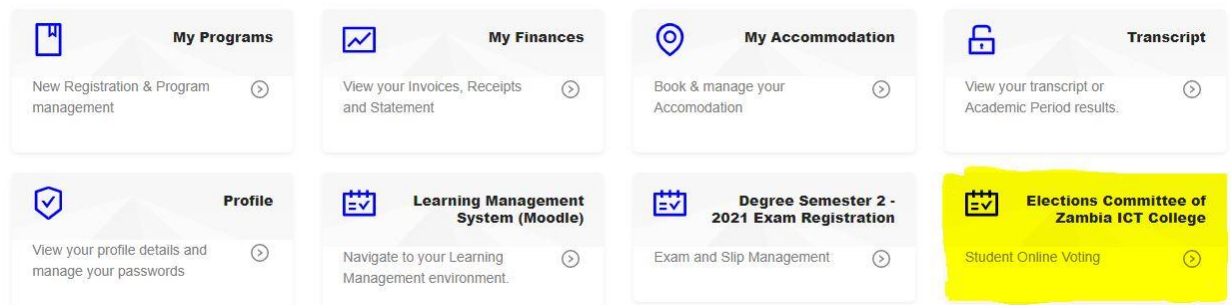 My Programs
New Registration & Program
management
My Finances
View your Invoices, Receipts
and Statement
My Accommodation
Book & manage your
Accomodation
Transcript
View your transcript or
Academic Period results.
Profile
View your profile details and
manage your passwords
Learning Management
System (Moodle)
Navigate to your Learning
Management environment.
Degree Semester 2 -
2021 Exam Registration
Exam and Slip Management
Elections Committee of
Zambia ICT College
Student Online Voting